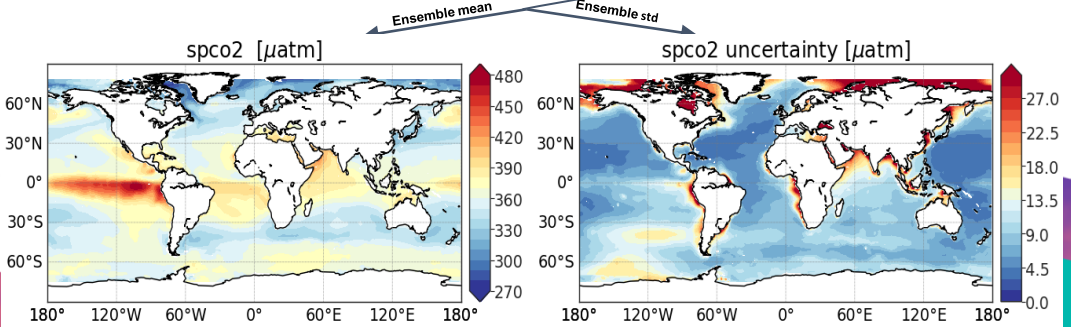 Ensemble mean
Ensemble std
spco2 [μatm]
60°N
30°N
0°
30°S
60°S
180°
120°W
60°W
0°
60°E
120°E
180°
480
450
420
390
360
330
300
270
spco2 uncertainty [μatm]
60°N
30°N
0°
30°S
60°S
180°
120°W
60°W
0°
60°E
120°E
180°
27.0
22.5
18.0
13.5
9.0
4.5
0.0